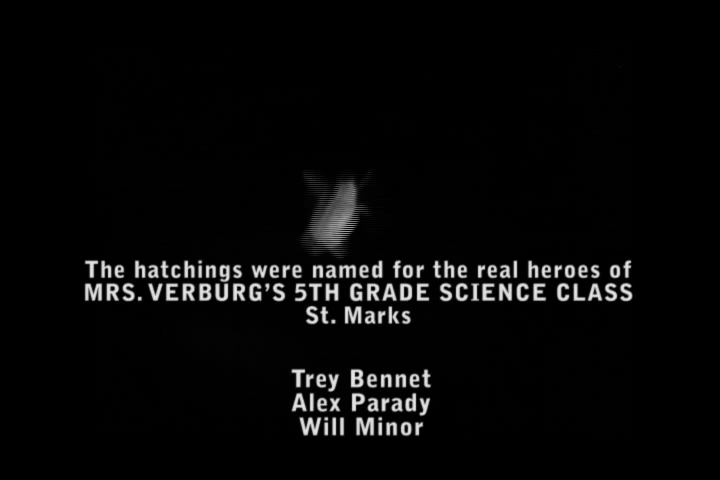 The hatchings were named for the real heroes of
MRS. VERBURG'S 5TH GRADE SCIENCE CLASS
St. Marks
Trey Bennet
Alex Parady
Will Minor